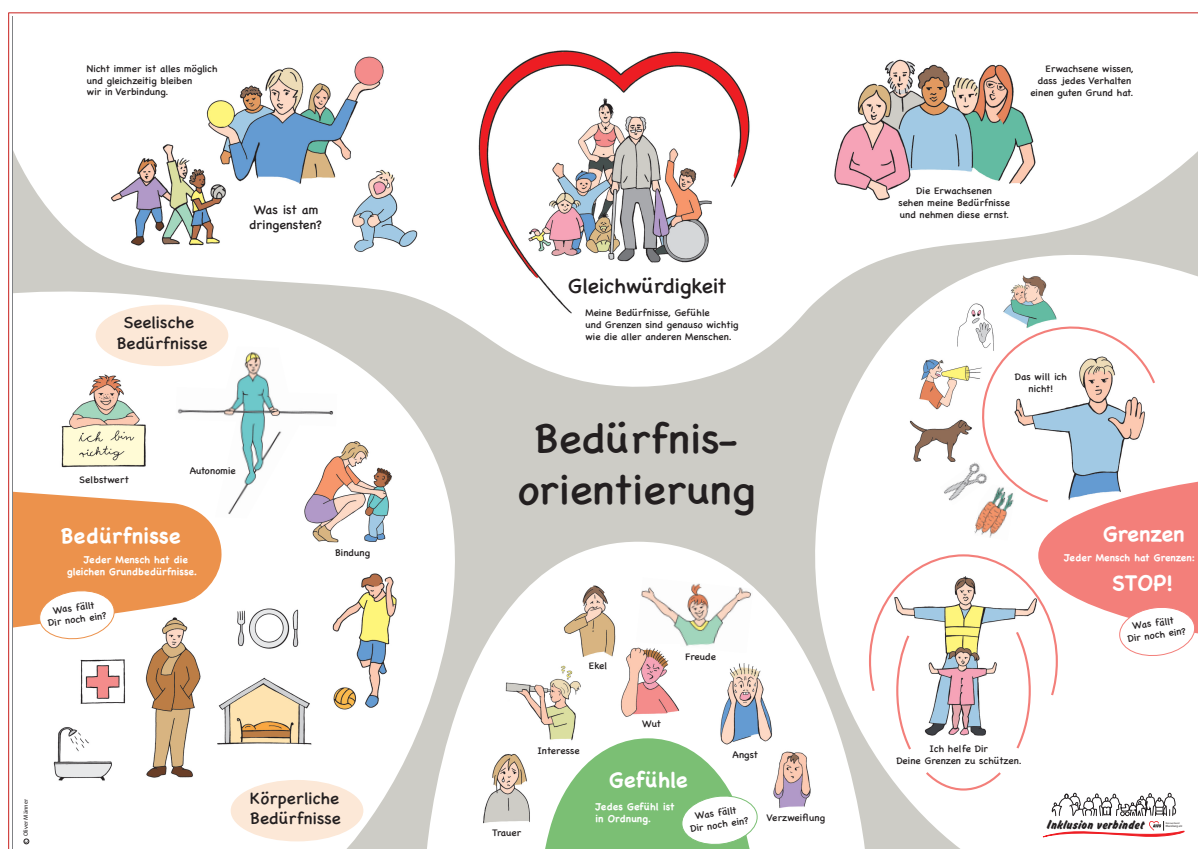 Nicht immer ist alles möglich
und gleichzeitig bleiben
wir in Verbindung.
Was ist am
dringensten?
Gleichwürdigkeit
Meine Bedürfnisse, Gefühle
und Grenzen sind genauso wichtig
wie die aller anderen Menschen.
Erwachsene wissen,
dass jedes Verhalten
einen guten Grund hat.
Die Erwachsenen
sehen meine Bedürfnisse
und nehmen diese ernst.
Bedürfnis-
orientierung
Seelische
Bedürfnisse
ich bin
richtig
Selbstwert
Autonomie
Bindung
Bedürfnisse
Jeder Mensch hat die
gleichen Grundbedürfnisse.
Was fällt
Dir noch ein?
Körperliche
Bedürfnisse
Ekel
Freude
Interesse
Wut
Angst
Trauer
Verzweiflung
Gefühle
Jedes Gefühl ist
in Ordnung.
Was fällt
Dir noch ein?
Das will ich
nicht!
Grenzen
Jeder Mensch hat Grenzen:
STOP!
Was fällt
Dir noch ein?
Ich helfe Dir
Deine Grenzen zu schützen.
Inklusion verbindet
© Oliver Männer